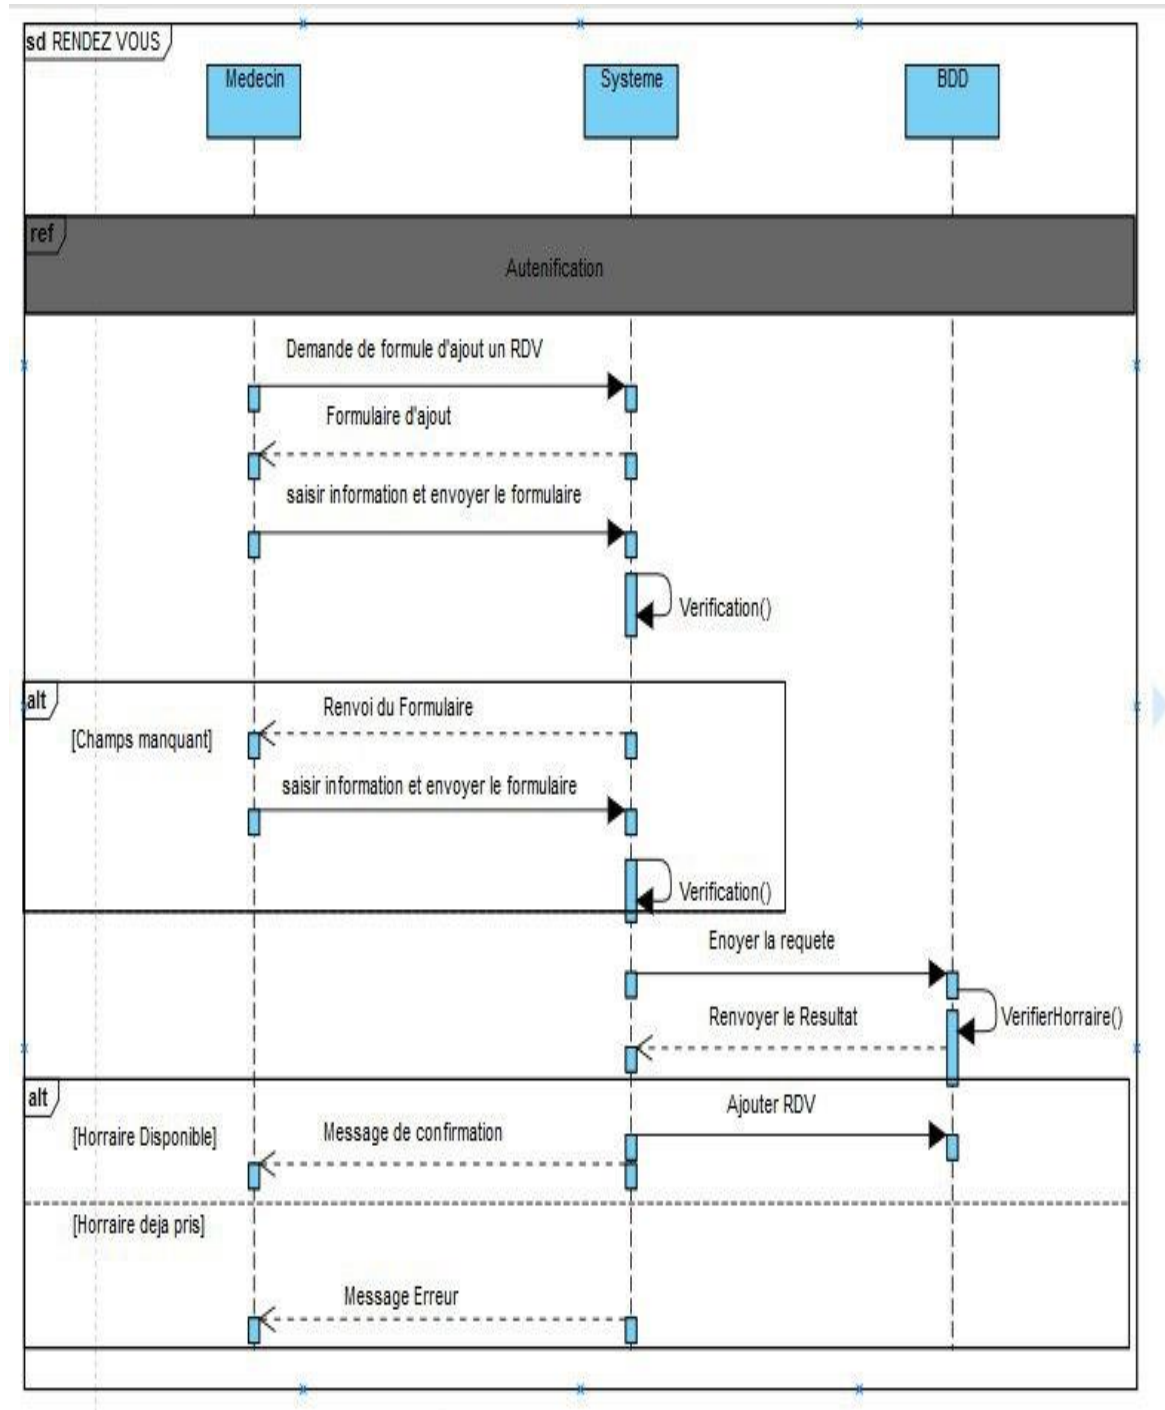 sd RENDEZ VOUS
Medecin
Systeme
BDD
ref
Autenification
Demande de formule d'ajout un RDV
Formulaire d'ajout
saisir information et envoyer le formulaire
Verification()
alt
Renvoi du Formulaire
[Champs manquant]
saisir information et envoyer le formulaire
Verification()
Enoyer la requete
Renvoyer le Resultat
VerifierHorraire()
alt
Ajouter RDV
[Horraire Disponible]
Message de confirmation
[Horraire deja pris]
Message Erreur